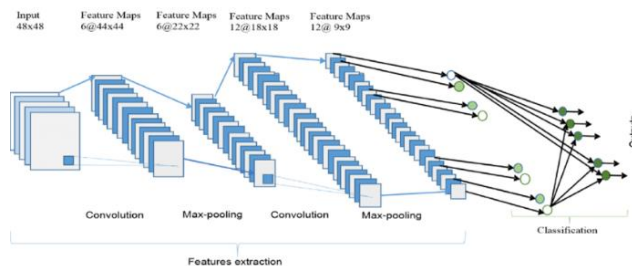 Input
48x48
Feature Maps
6@44x44
Feature Maps
6@22x22
Feature Maps
12@18x18
Feature Maps
12@ 9x9
Convolution
Max-pooling
Convolution
Max-pooling
Classification
Features extraction